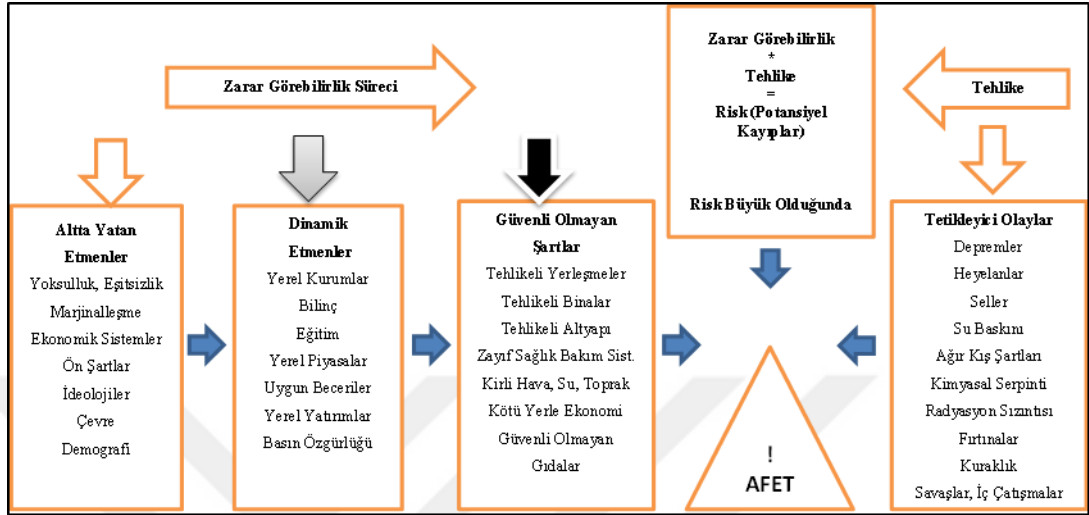 Zarar Görebilirlik Süreci
Zarar Görebilirlik
*
Tehlike
=
Risk (Potansiyel
Kayıplar)
Risk Büyük Olduğunda
Tehlike
Altta Yatan
Etmenler
Yoksulluk, Eşitsizlik
Marjinalleşme
Ekonomik Sistemler
Ön Şartlar
İdeolojiler
Çevre
Demografi
Dinamik
Etmenler
Yerel Kurumlar
Bilinç
Eğitim
Yerel Piyasalar
Uygun Beceriler
Yerel Yatırımlar
Basın Özgürlüğü
Güvenli Olmayan
Şartlar
Tehlikeli Yerleşmeler
Tehlikeli Binalar
Tehlikeli Altyapı
Zayıf Sağlık Bakım Sist.
Kirli Hava, Su, Toprak
Kötü Yerle Ekonomi
Güvenli Olmayan
Gıdalar
!
AFET
Tetikleyici Olaylar
Depremler
Heyelanlar
Seller
Su Baskını
Ağır Kış Şartları
Kimyasal Serpinti
Radyasyon Sızıntısı
Fırtınalar
Kuraklık
Savaşlar, İç Çatışmalar